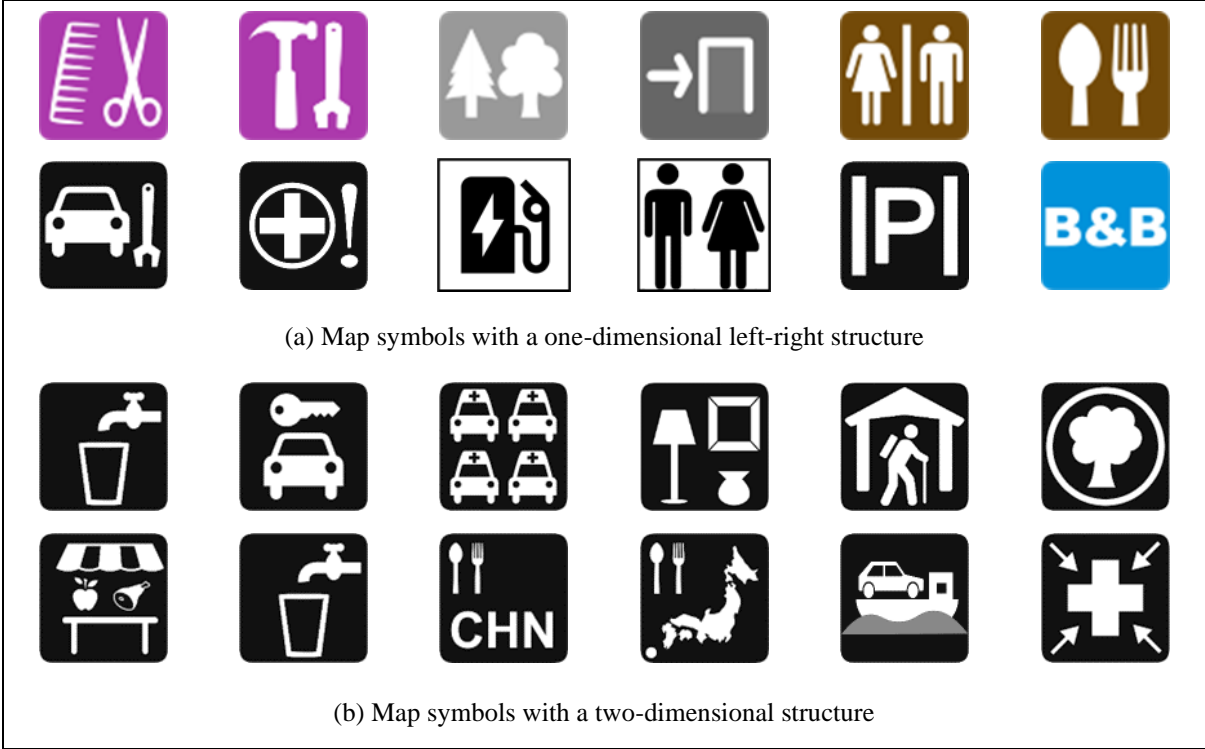 P
B&B
(a) Map symbols with a one-dimensional left-right structure
CHN
(b) Map symbols with a two-dimensional structure